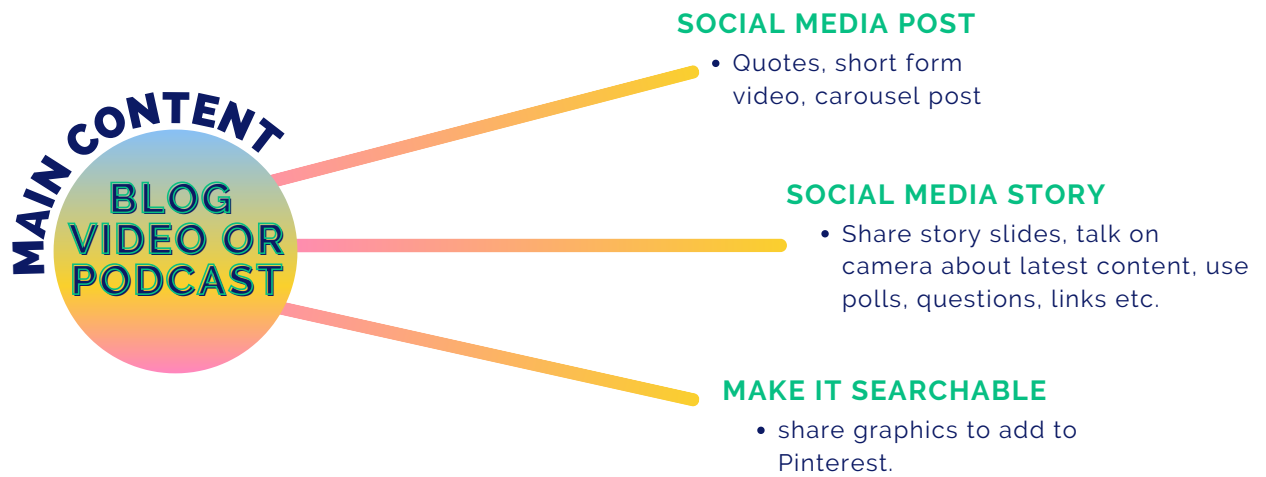 MAIN CONTENT
BLOG
VIDEO OR
PODCAST
SOCIAL MEDIA POST
• Quotes, short form
video, carousel post
SOCIAL MEDIA STORY
• Share story slides, talk on
camera about latest content, use
polls, questions, links etc.
MAKE IT SEARCHABLE
• share graphics to add to
Pinterest.